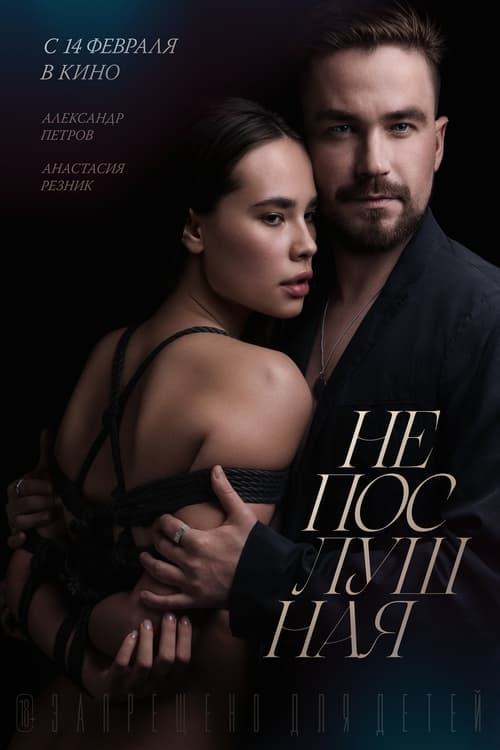 С 14 ФЕВРАЛЯ
В КИНО
АЛЕКСАНДР
ПЕТРОВ
АНАСТАСИЯ
РЕЗНИК
НЕ
ПОС
ЛУШ
НАЯ
18+ ЗАПРЕЩЕНО ДЛЯ ДЕТЕЙ